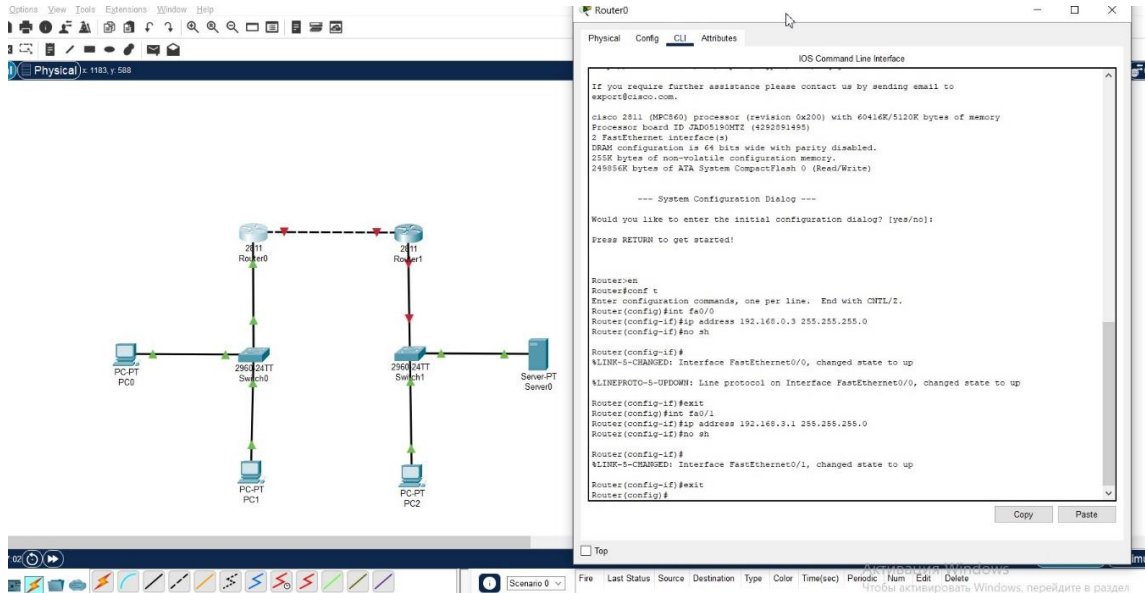 Options View Tools Extensions Window Help
Physical x: 1183, y: 588
2811
Router0
2811
Router1
PC-PT
PC0
2960-24TT
Switch0
2960-24TT
Switch1
Server-PT
Server0
PC-PT
PC1
PC-PT
PC2
Router0
Physical Config CLI Attributes
IOS Command Line Interface
If you require further assistance please contact us by sending email to
export@cisco.com.
cisco 2811 (MPC860) processor (revision 0x200) with 60416K/5120K bytes of memory
Processor board ID JAD05190MTZ (4292891495)
2 FastEthernet interface(s)
DRAM configuration is 64 bits wide with parity disabled.
255K bytes of non-volatile configuration memory.
249856K bytes of ATA System CompactFlash 0 (Read/Write)
--- System Configuration Dialog ---
Would you like to enter the initial configuration dialog? [yes/no]:
Press RETURN to get started!
Router>en
Router#conf t
Enter configuration commands, one per line. End with CNTL/Z.
Router(config)#int fa0/0
Router(config-if)#ip address 192.168.0.3 255.255.255.0
Router(config-if)#no sh
Router(config-if)#
%LINK-5-CHANGED: Interface FastEthernet0/0, changed state to up
%LINEPROTO-5-UPDOWN: Line protocol on Interface FastEthernet0/0, changed state to up
Router(config-if)#exit
Router(config)#int fa0/1
Router(config-if)#ip address 192.168.3.1 255.255.255.0
Router(config-if)#no sh
Router(config-if)#
%LINK-5-CHANGED: Interface FastEthernet0/1, changed state to up
Router(config-if)#exit
Router(config)#
Copy Paste
Top
Scenario 0
Fire Last Status Source Destination Type Color Time(sec) Periodic Num Edit Delete
Активация Windows
Чтобы активировать Windows, перейдите в раздел